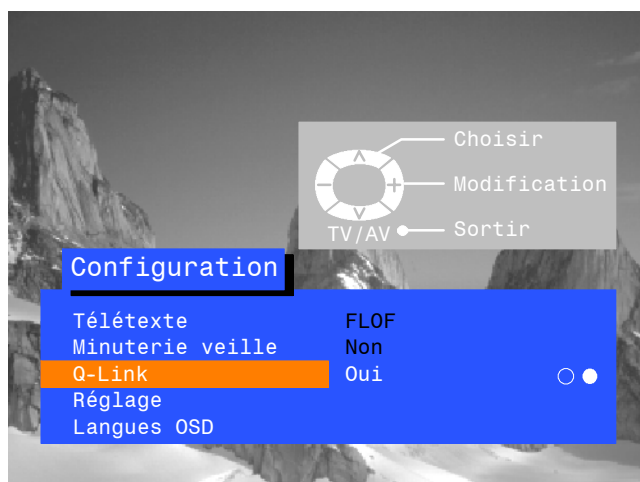 Choisir
Modification
TV/AV Sortir
Configuration
Télétexte FLOF
Minuterie veille Non
Q-Link Oui
Réglage
Langues OSD